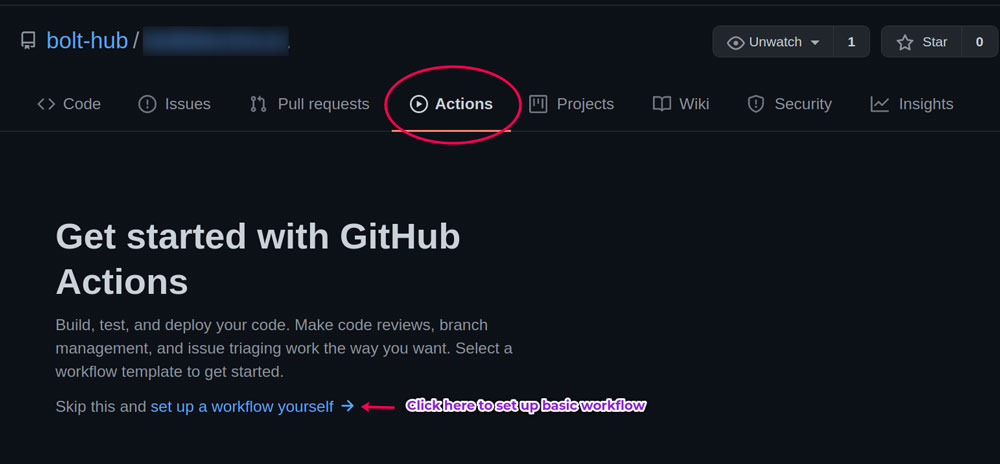 bolt-hub /
Unwatch 1 Star 0
Code Issues Pull requests Actions Projects Wiki Security Insights
Get started with GitHub
Actions
Build, test, and deploy your code. Make code reviews, branch
management, and issue triaging work the way you want. Select a
workflow template to get started.
Skip this and set up a workflow yourself → Click here to set up basic workflow